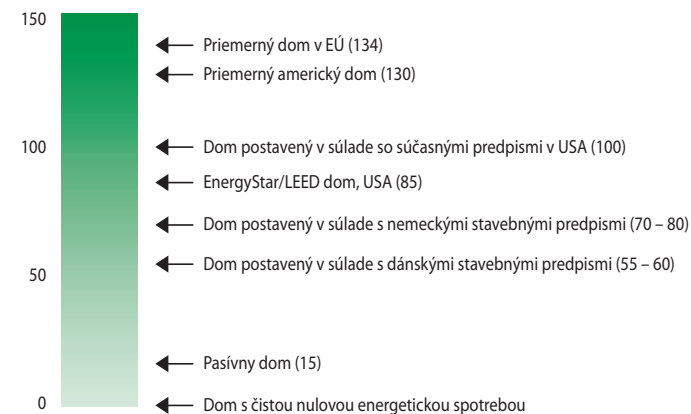 150
Priemerný dom v EÚ (134)
Priemerný americký dom (130)
100
Dom postavený v súlade so súčasnými predpismi v USA (100)
EnergyStar/LEED dom, USA (85)
Dom postavený v súlade s nemeckými stavebnými predpismi (70 – 80)
Dom postavený v súlade s dánskými stavebnými predpismi (55 – 60)
50
Pasívny dom (15)
0
Dom s čistou nulovou energetickou spotrebou